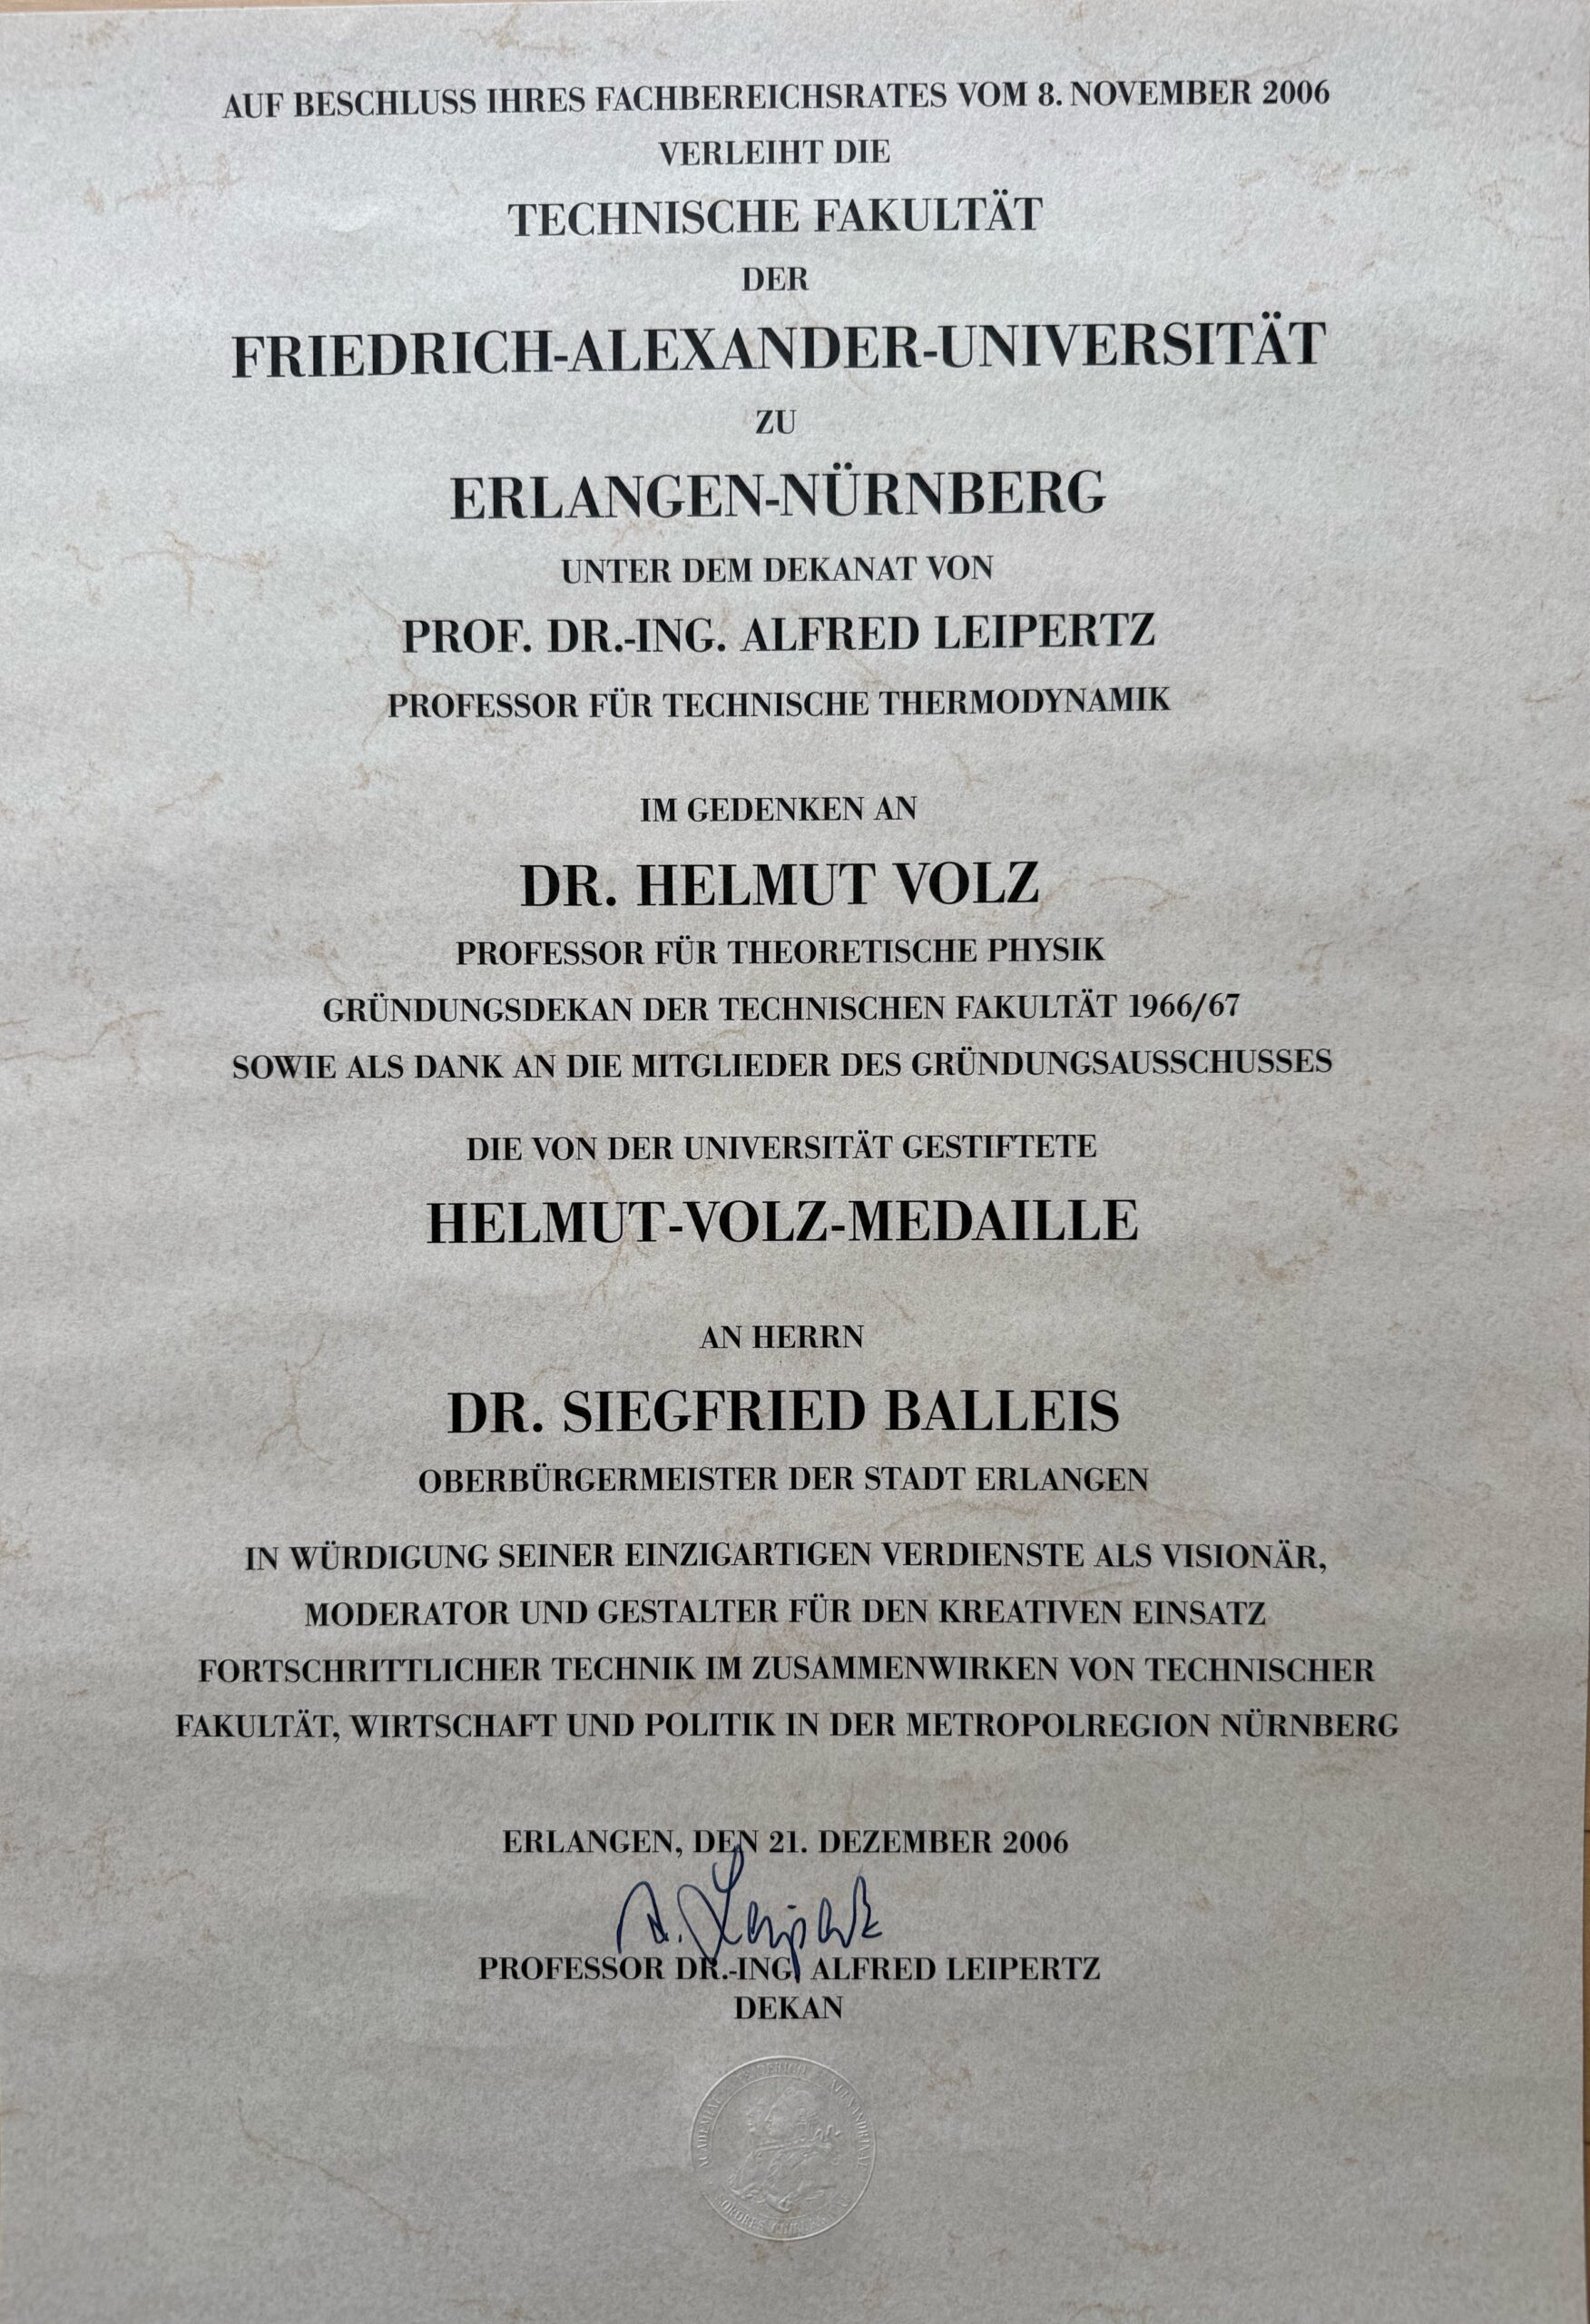 AUF BESCHLUSS IHRES FACHBEREICHSRATES VOM 8. NOVEMBER 2006
VERLEIHT DIE
TECHNISCHE FAKULTÄT
DER
FRIEDRICH-ALEXANDER-UNIVERSITÄT
ZU
ERLANGEN-NÜRNBERG
UNTER DEM DEKANAT VON
PROF. DR.-ING. ALFRED LEIPERTZ
PROFESSOR FÜR TECHNISCHE THERMODYNAMIK
IM GEDENKEN AN
DR. HELMUT VOLZ
PROFESSOR FÜR THEORETISCHE PHYSIK
GRÜNDUNGSDEKAN DER TECHNISCHEN FAKULTÄT 1966/67
SOWIE ALS DANK AN DIE MITGLIEDER DES GRÜNDUNGSAUSSCHUSSES
DIE VON DER UNIVERSITÄT GESTIFTETE
HELMUT-VOLZ-MEDAILLE
AN HERRN
DR. SIEGFRIED BALLEIS
OBERBÜRGERMEISTER DER STADT ERLANGEN
IN WÜRDIGUNG SEINER EINZIGARTIGEN VERDIENSTE ALS VISIONÄR,
MODERATOR UND GESTALTER FÜR DEN KREATIVEN EINSATZ
FORTSCHRITTLICHER TECHNIK IM ZUSAMMENWIRKEN VON TECHNISCHER
FAKULTÄT, WIRTSCHAFT UND POLITIK IN DER METROPOLREGION NÜRNBERG
ERLANGEN, DEN 21. DEZEMBER 2006
A. Leipertz
PROFESSOR DR.-ING. ALFRED LEIPERTZ
DEKAN